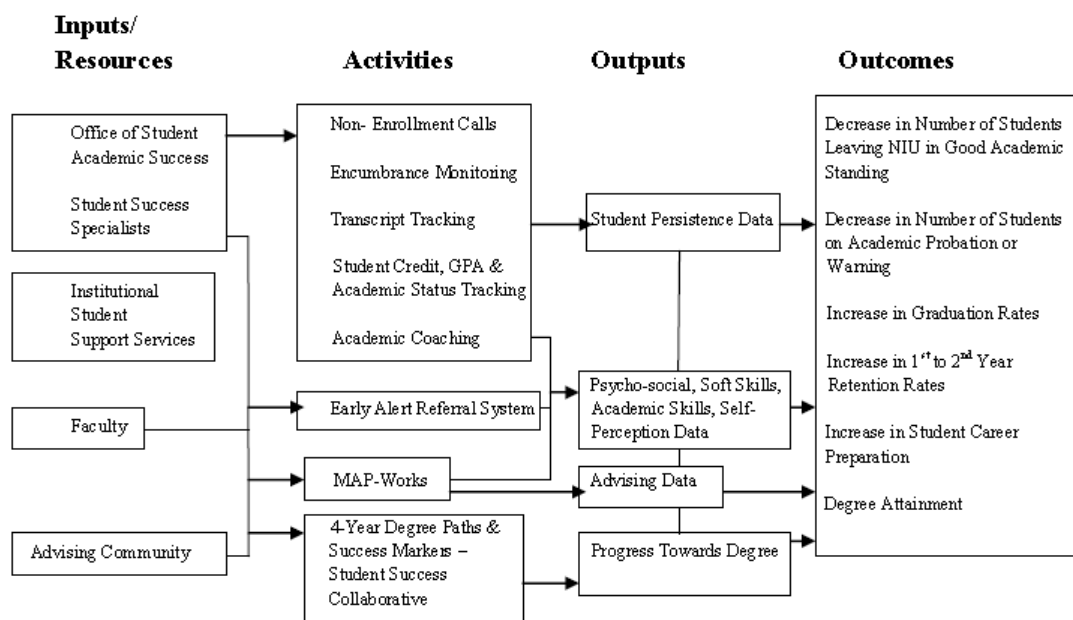 Inputs/
Resources
Activities
Outputs
Outcomes
Office of Student
Academic Success
Student Success
Specialists
Institutional
Student
Support Services
Faculty
Advising Community
Non- Enrollment Calls
Encumbrance Monitoring
Transcript Tracking
Student Credit, GPA &
Academic Status Tracking
Academic Coaching
Early Alert Referral System
MAP-Works
4-Year Degree Paths &
Success Markers –
Student Success
Collaborative
Student Persistence Data
Psycho-social, Soft Skills,
Academic Skills, Self-
Perception Data
Advising Data
Progress Towards Degree
Decrease in Number of Students
Leaving NIU in Good Academic
Standing
Decrease in Number of Students
on Academic Probation or
Warning
Increase in Graduation Rates
Increase in 1st to 2nd Year
Retention Rates
Increase in Student Career
Preparation
Degree Attainment